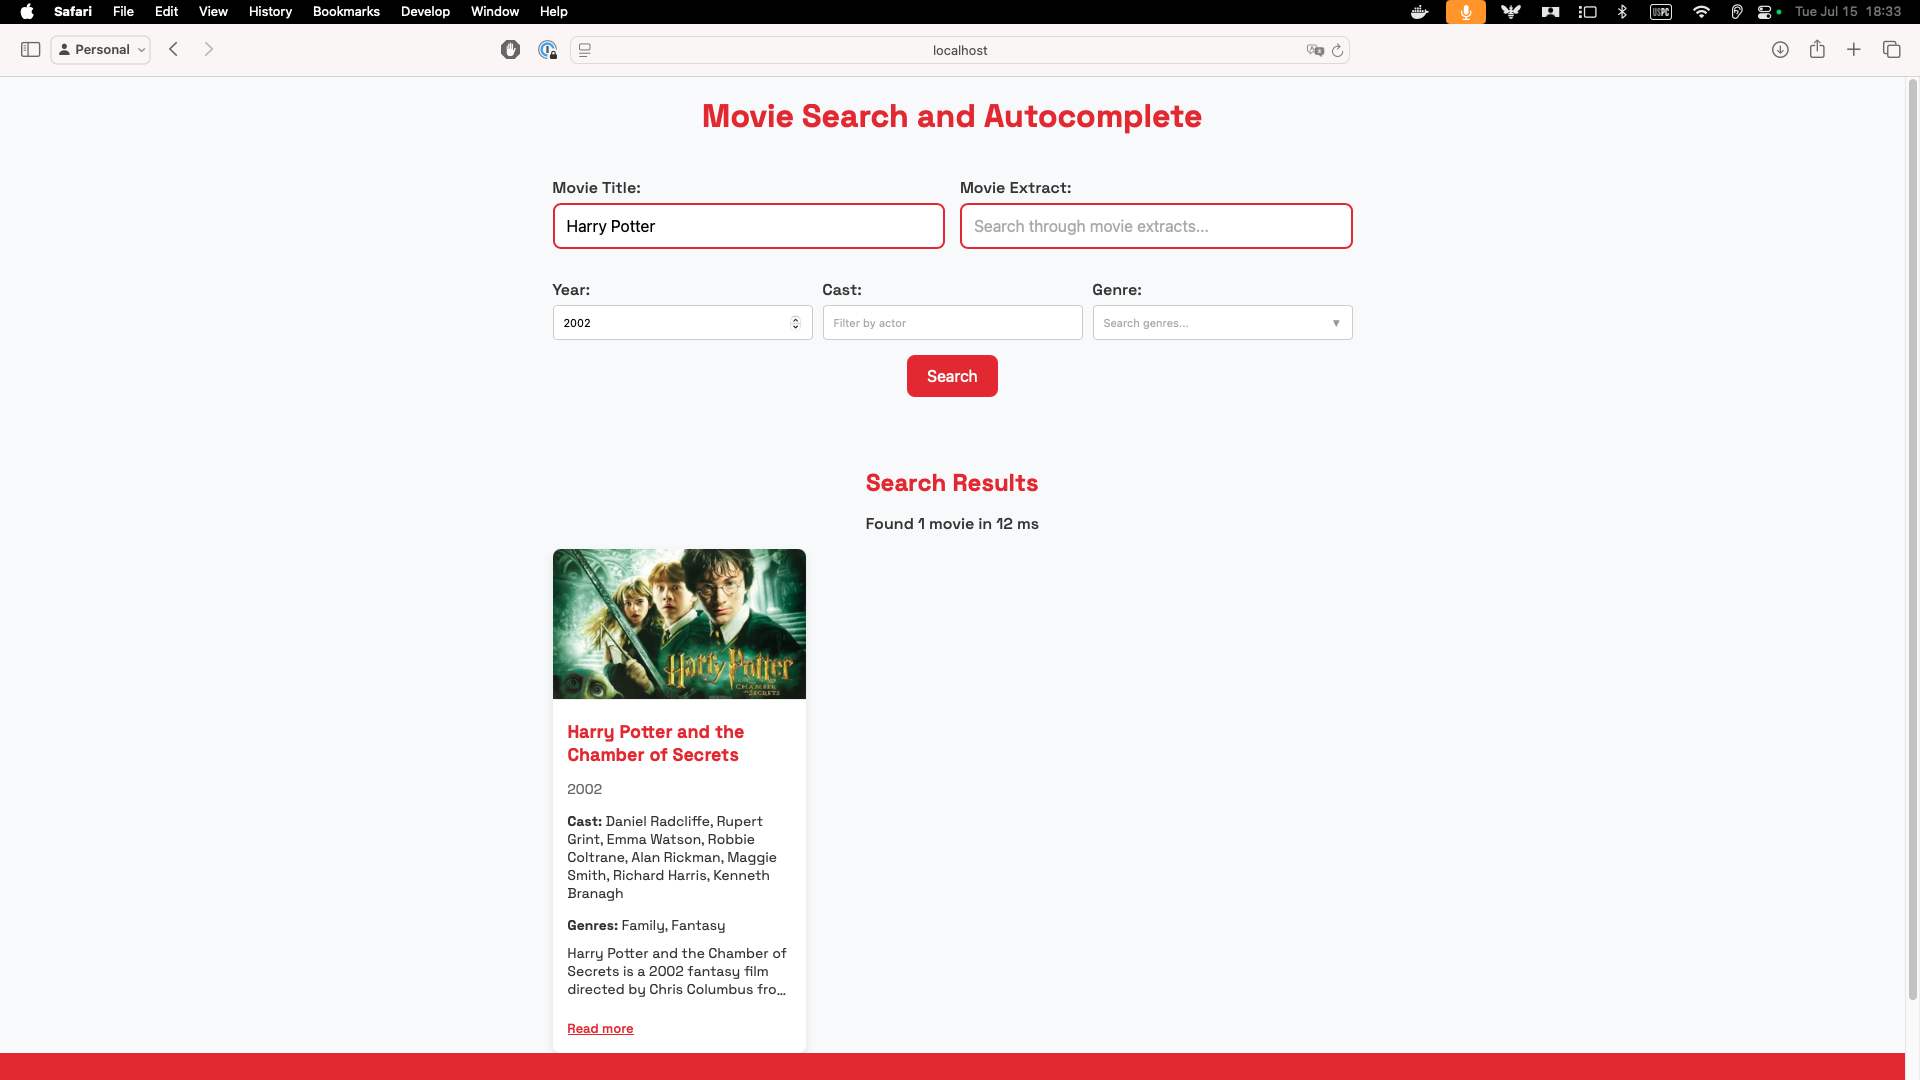 Safari File Edit View History Bookmarks Develop Window Help USPC Tue Jul 15 18:33
Personal
localhost
Movie Search and Autocomplete
Movie Title: Movie Extract:
Harry Potter Search through movie extracts...
Year: Cast: Genre:
2002 Filter by actor Search genres...
Search
Search Results
Found 1 movie in 12 ms
Harry Potter
CHAMBER
OF SECRETS
Harry Potter and the
Chamber of Secrets
2002
Cast: Daniel Radcliffe, Rupert
Grint, Emma Watson, Robbie
Coltrane, Alan Rickman, Maggie
Smith, Richard Harris, Kenneth
Branagh
Genres: Family, Fantasy
Harry Potter and the Chamber of
Secrets is a 2002 fantasy film
directed by Chris Columbus fro...
Read more